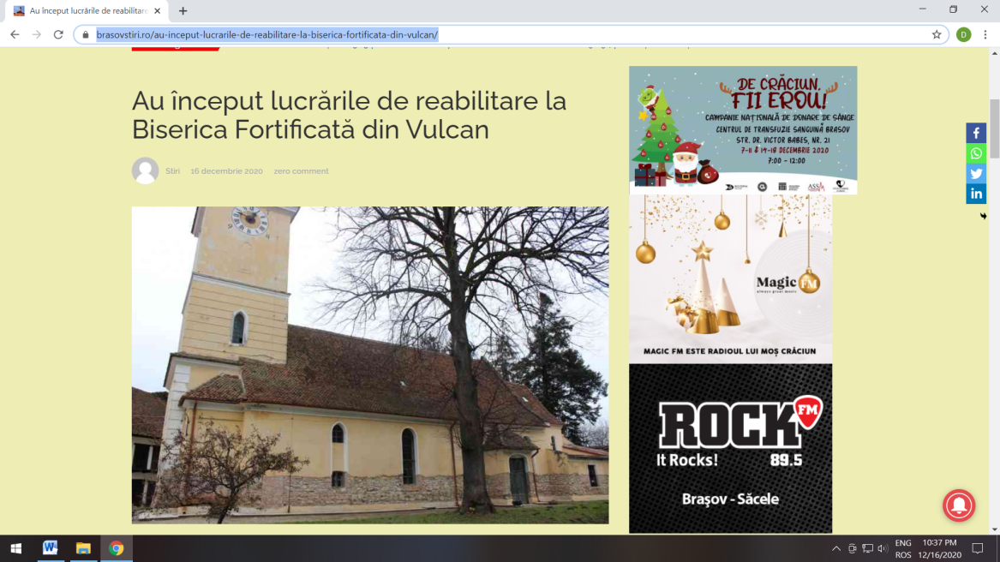 Au început lucrările de reabilitare
brasovstiri.ro/au-inceput-lucrarile-de-reabilitare-la-biserica-fortificata-din-vulcan/
D
Au început lucrările de reabilitare la
Biserica Fortificată din Vulcan
Stiri 16 decembrie 2020 zero comment
DE CRĂCIUN,
FII EROU!
CAMPANIE NAȚIONALĂ DE DONARE DE SÂNGE
CENTRUL DE TRANSFUZIE SANGUINĂ BRASOV
STR. DR. VICTOR BABEȘ, NR. 21
7-11 & 14-18 DECEMBRIE 2020
7:00 - 12:00
Magic FM
always great music
MAGIC FM ESTE RADIOUL LUI MOȘ CRĂCIUN
ROCK FM
It Rocks! 89.5
Braşov - Săcele
ENG 10:37 PM
ROS 12/16/2020